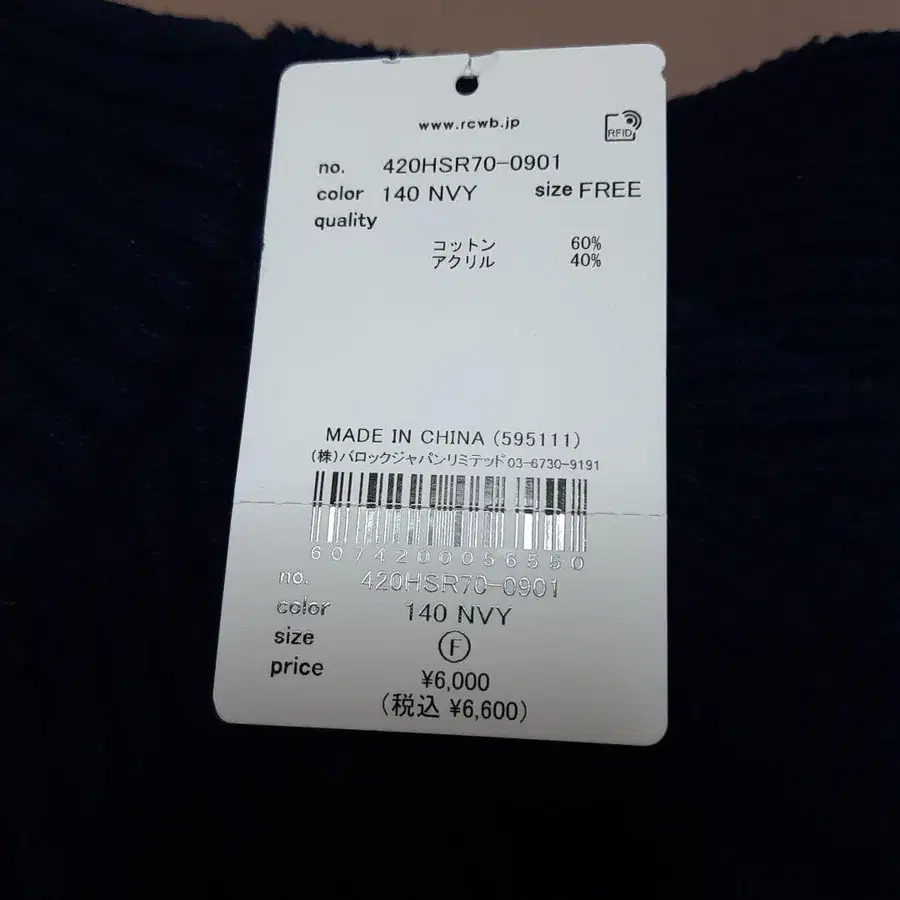 www.rcwb.jp
RFID
no. 420HSR70-0901
color 140 NVY size FREE
quality
コットン 60%
アクリル 40%
MADE IN CHINA (595111)
(株)バロックジャパンリミテッド 03-6730-9191
6074200056550
no. 420HSR70-0901
color 140 NVY
size F
price ¥6,000
(税込 ¥6,600)